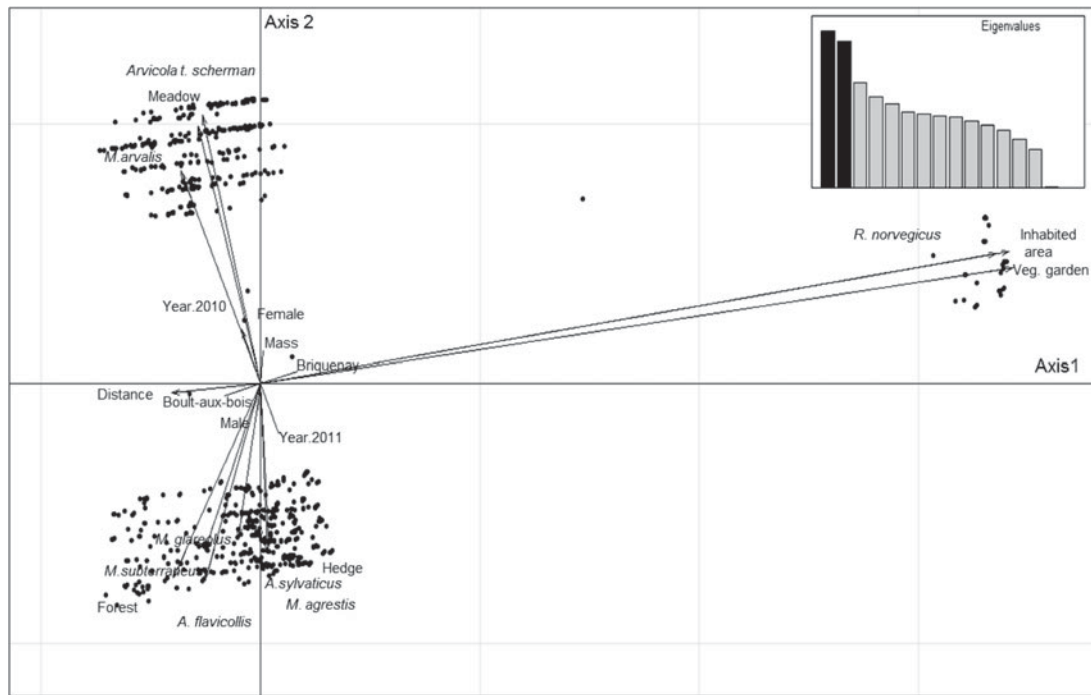 Axis 2
Eigenvalues
Arvicola t. scherman
Meadow
M.arvalis
R. norvegicus
Inhabited
area
Veg. garden
Year.2010
Female
Mass
Briquenay
Axis1
Distance
Boult-aux-bois
Male
Year.2011
M. glareolus
M.subterraneus
Hedge
A.sylvaticus
Forest
M. agrestis
A. flavicollis